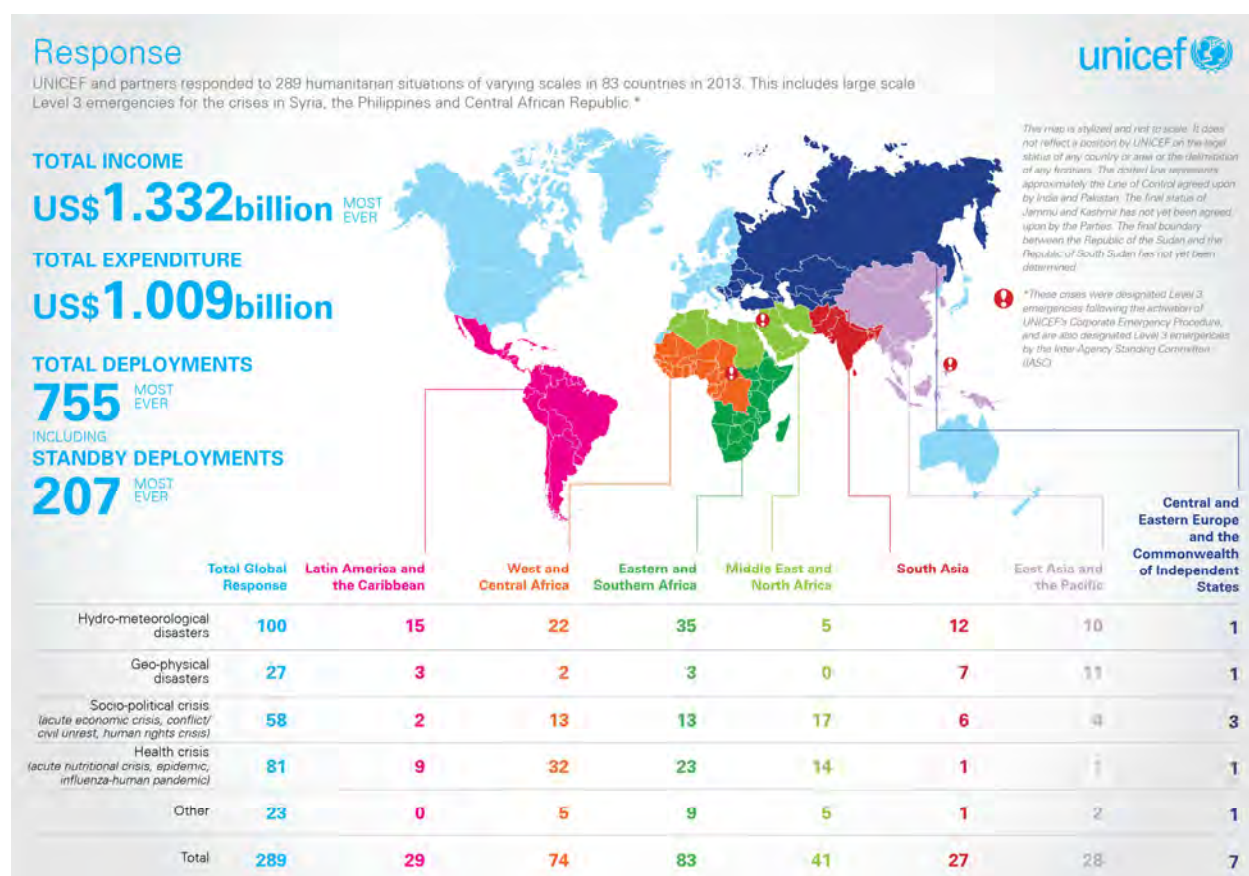 Response
unicef
UNICEF and partners responded to 289 humanitarian situations of varying scales in 83 countries in 2013. This includes large scale
Level 3 emergencies for the crises in Syria, the Philippines and Central African Republic.*
This map is stylized and not to scale. It does
not reflect a position by UNICEF on the legal
status of any country or area or the delimitation
of any frontiers. The dotted line represents
approximately the Line of Control agreed upon
by India and Pakistan. The final status of
Jammu and Kashmir has not yet been agreed
upon by the Parties. The final boundary
between the Republic of the Sudan and the
Republic of South Sudan has not yet been
determined
*These crises were designated Level 3
emergencies following the activation of
UNICEF's Corporate Emergency Procedure,
and are also designated Level 3 emergencies
by the Inter-Agency Standing Committee
(IASC)
TOTAL INCOME
US$1.332billion MOST
EVER
TOTAL EXPENDITURE
US$1.009billion
TOTAL DEPLOYMENTS
755 MOST
EVER
INCLUDING
STANDBY DEPLOYMENTS
207 MOST
EVER
Total Global
Response
Latin America and
the Caribbean
West and
Central Africa
Eastern and
Southern Africa
Middle East and
North Africa
South Asia
East Asia and
the Pacific
Central and
Eastern Europe
and the
Commonwealth
of Independent
States
Hydro-meteorological
disasters
100 15 22 35 5 12 10 1
Geo-physical
disasters
27 3 2 3 0 7 11 1
Socio-political crisis
(acute economic crisis, conflict/
civil unrest, human rights crisis)
58 2 13 13 17 6 4 3
Health crisis
(acute nutritional crisis, epidemic,
influenza-human pandemic)
81 9 32 23 14 1 1 1
Other 23 0 5 9 5 1 2 1
Total 289 29 74 83 41 27 28 7